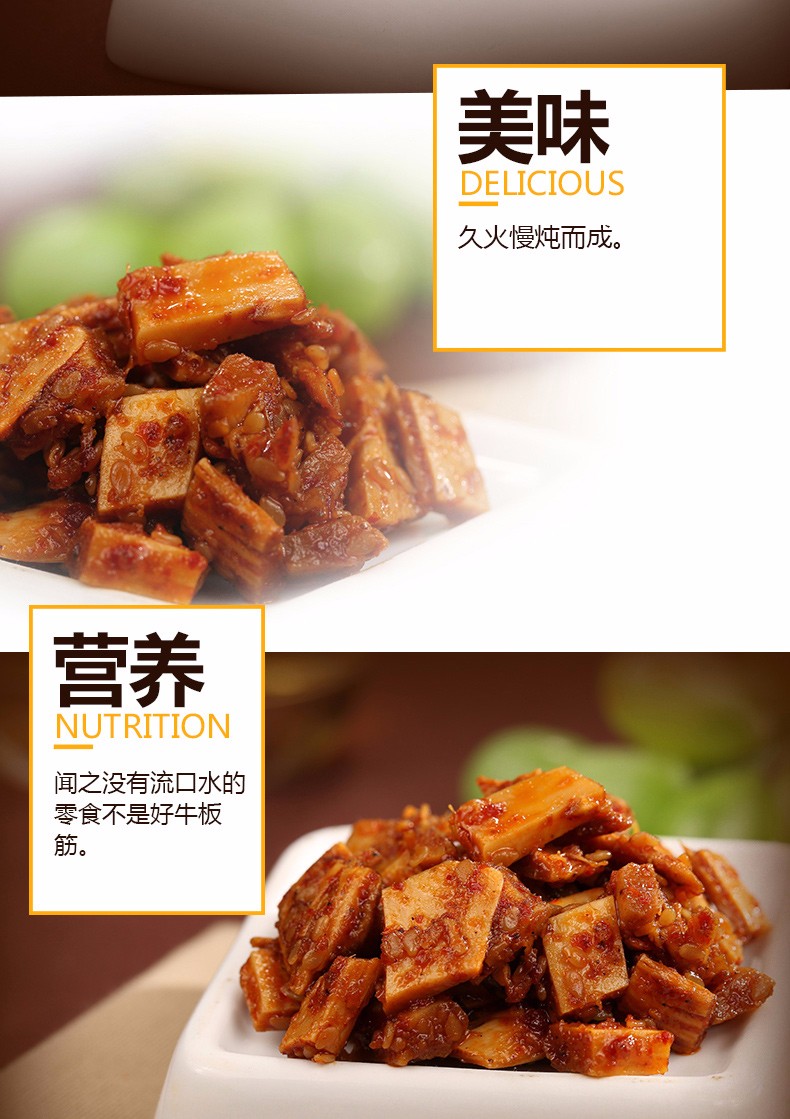 美味
DELICIOUS
久火慢炖而成。
营养
NUTRITION
闻之没有流口水的
零食不是好牛板
筋。